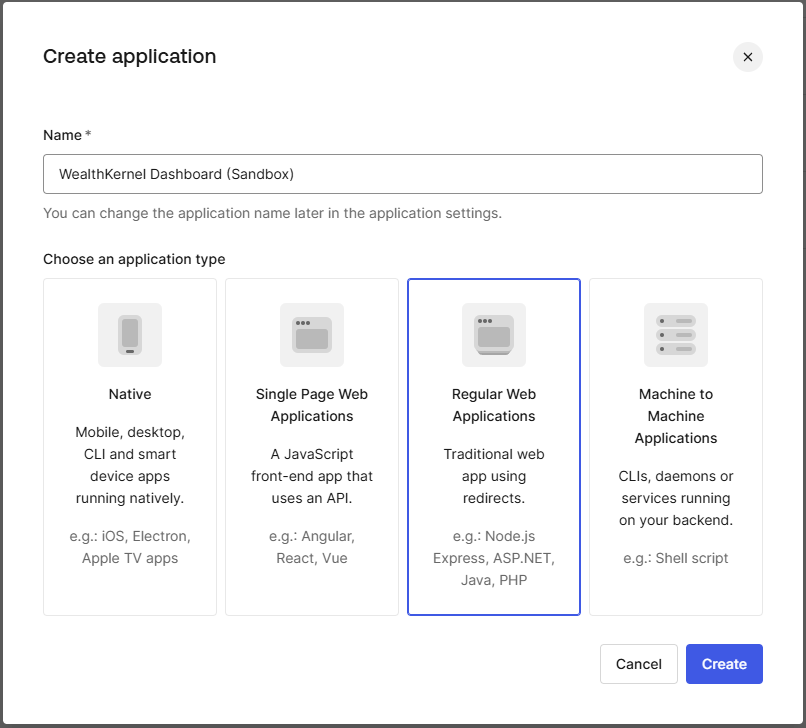 Create application
Name *
WealthKernel Dashboard (Sandbox)
You can change the application name later in the application settings.
Choose an application type
Native
Mobile, desktop,
CLI and smart
device apps
running natively.
e.g.: iOS, Electron,
Apple TV apps
Single Page Web
Applications
A JavaScript
front-end app that
uses an API.
e.g.: Angular,
React, Vue
Regular Web
Applications
Traditional web
app using
redirects.
e.g.: Node.js
Express, ASP.NET,
Java, PHP
Machine to
Machine
Applications
CLIs, daemons or
services running
on your backend.
e.g.: Shell script
Cancel
Create